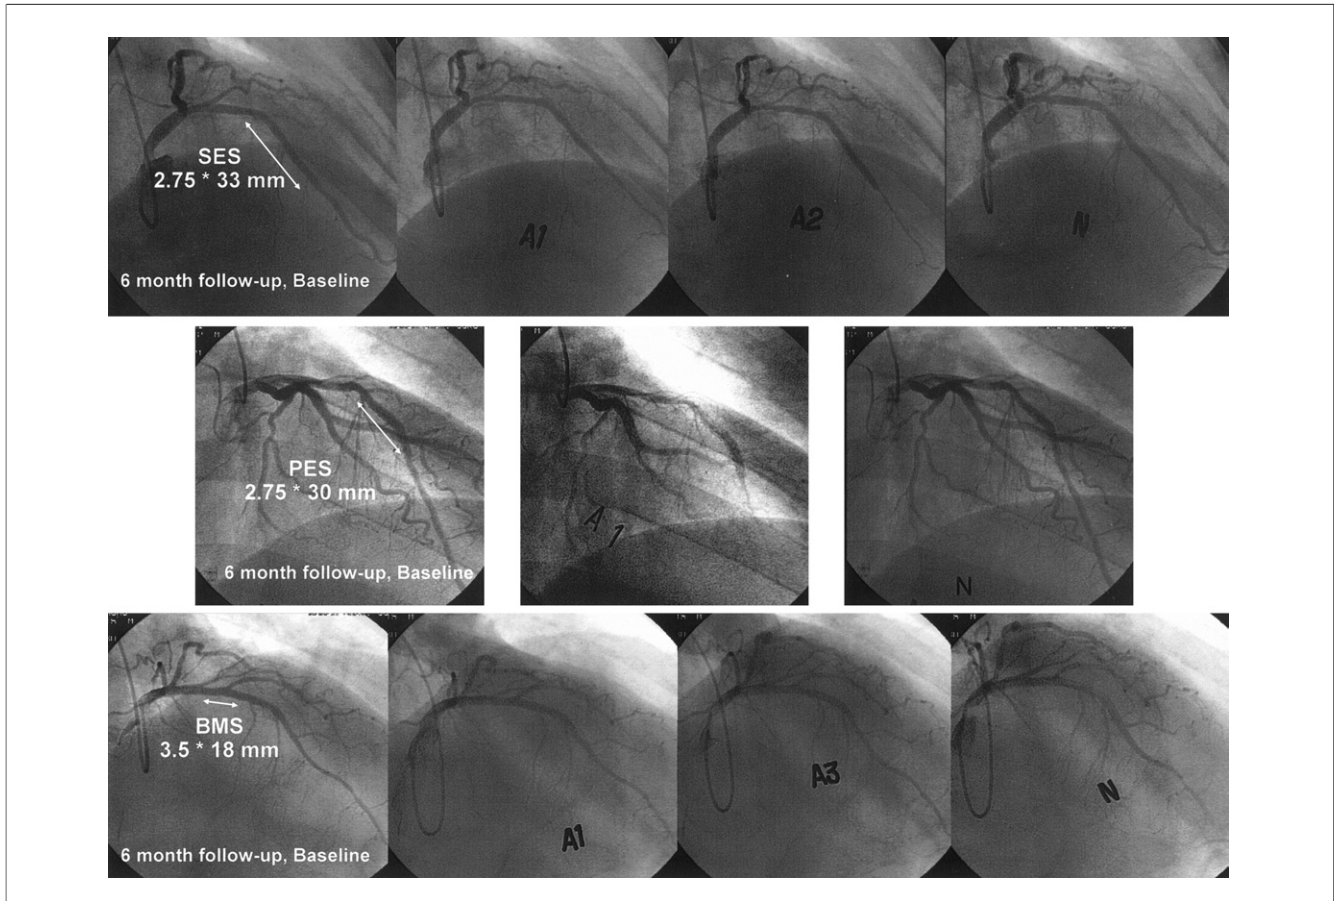 SES
2.75 * 33 mm
6 month follow-up, Baseline
A1
A2
N
PES
2.75 * 30 mm
6 month follow-up, Baseline
A
1
N
BMS
3.5 * 18 mm
6 month follow-up, Baseline
A1
A3
N